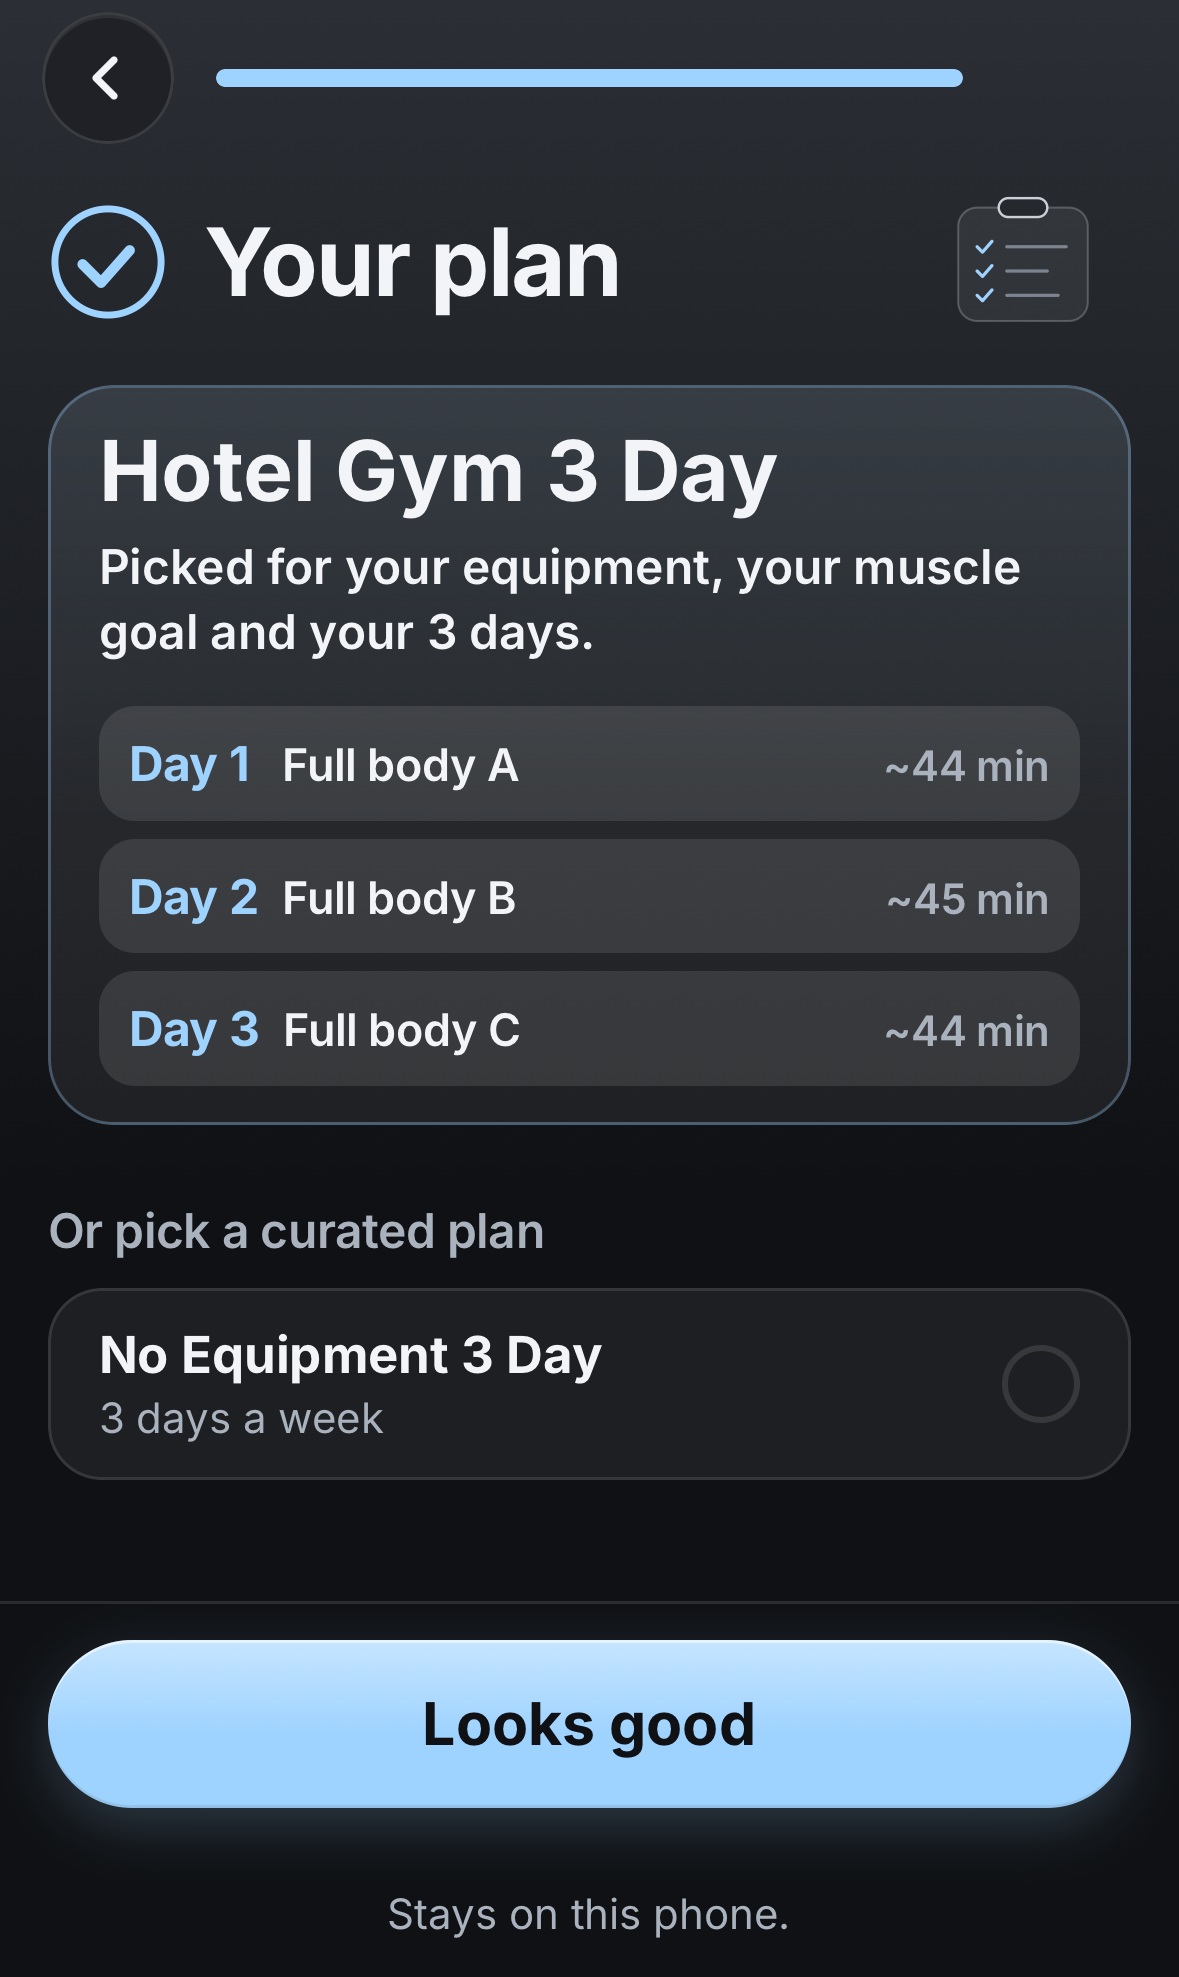 Your plan
Hotel Gym 3 Day
Picked for your equipment, your muscle
goal and your 3 days.
Day 1 Full body A ~44 min
Day 2 Full body B ~45 min
Day 3 Full body C ~44 min
Or pick a curated plan
No Equipment 3 Day
3 days a week
Looks good
Stays on this phone.